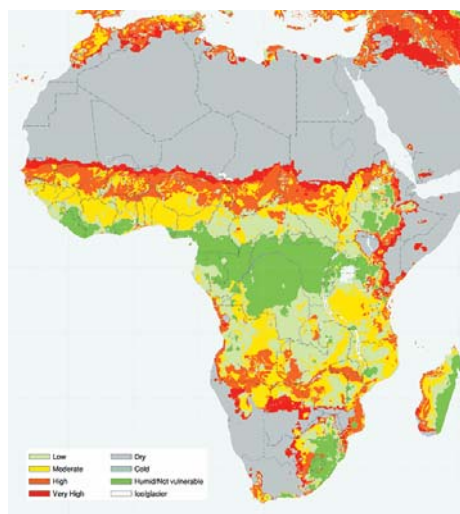 Low
Moderate
High
Very High
Dry
Cold
Humid/Not vulnerable
Ice/glacier